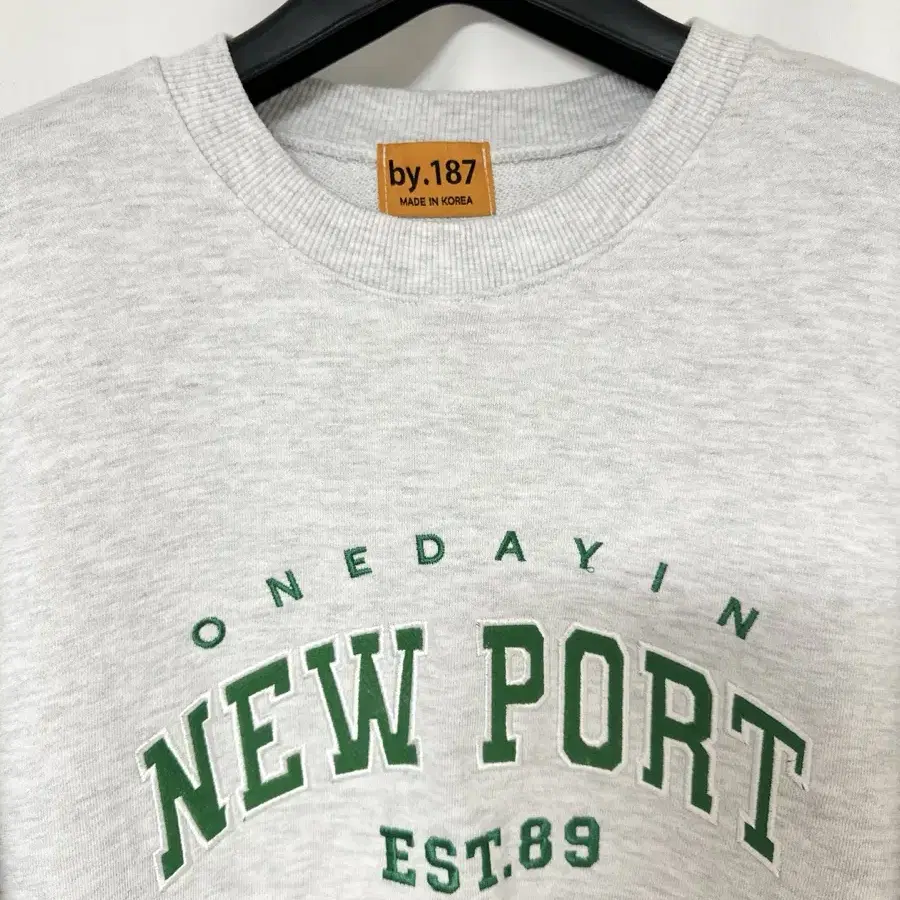 by.187
MADE IN KOREA
ONEDAYIN
NEW PORT
EST.89